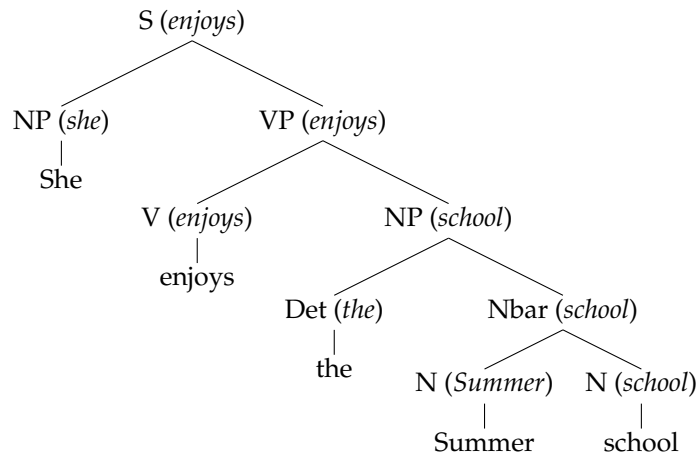 S (enjoys)
NP (she) VP (enjoys)
She
V (enjoys) NP (school)
enjoys
Det (the) Nbar (school)
the
N (Summer) N (school)
Summer school